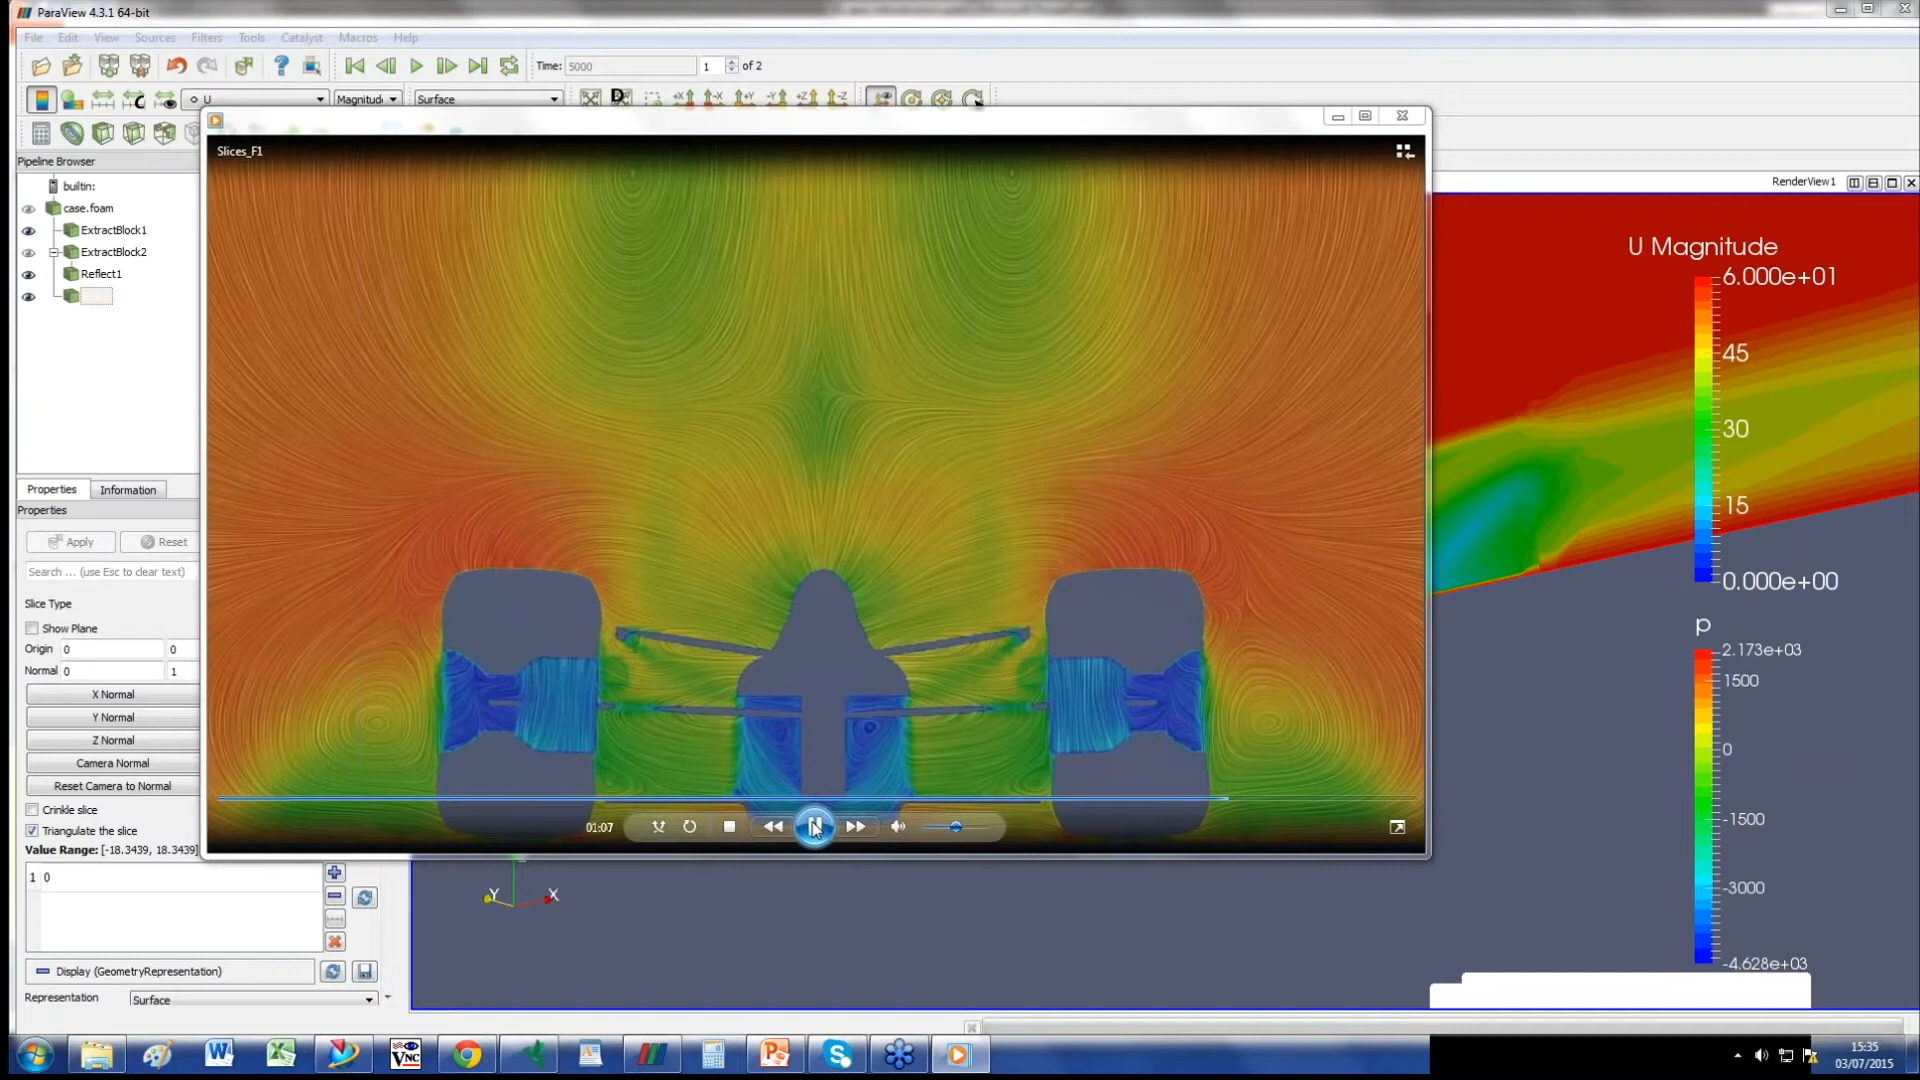 ParaView 4.3.1 64-bit
File Edit View Sources Filters Tools Catalyst Macros Help
Time: 5000 1 of 2
U Magnitude Surface
D +X -X +Y -Y +Z -Z
Pipeline Browser
builtin:
case.foam
ExtractBlock1
ExtractBlock2
Reflect1
Properties Information
Properties
Apply Reset
Search ... (use Esc to clear text)
Slice Type
Show Plane
Origin 0 0
Normal 0 1
X Normal
Y Normal
Z Normal
Camera Normal
Reset Camera to Normal
Crinkle slice
Triangulate the slice
Value Range: [-18.3439, 18.3439]
1 0
Display (GeometryRepresentation)
Representation Surface
Slices_F1
01:07
RenderView1
U Magnitude
6.000e+01
45
30
15
0.000e+00
p
2.173e+03
1500
0
-1500
-3000
-4.628e+03
Y X
VNC
15:35
03/07/2015